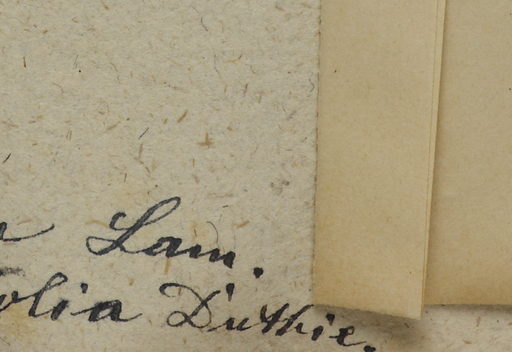 a Lam.
olia Duthie.